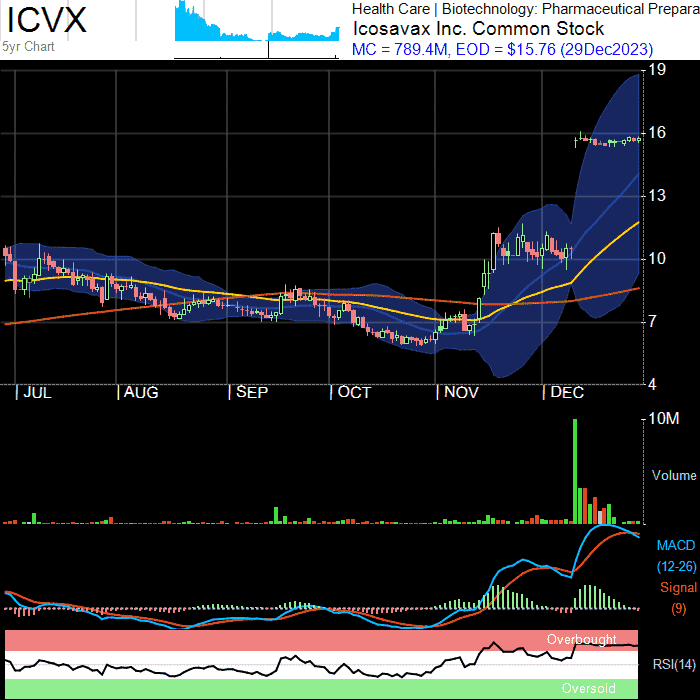 ICVX
5yr Chart
Health Care | Biotechnology: Pharmaceutical Prepara
Icosavax Inc. Common Stock
MC = 789.4M, EOD = $15.76 (29Dec2023)
19
16
13
10
7
4
| JUL | AUG | SEP | OCT | NOV | DEC
10M
Volume
MACD
(12-26)
Signal
(9)
Overbought
RSI(14)
Oversold